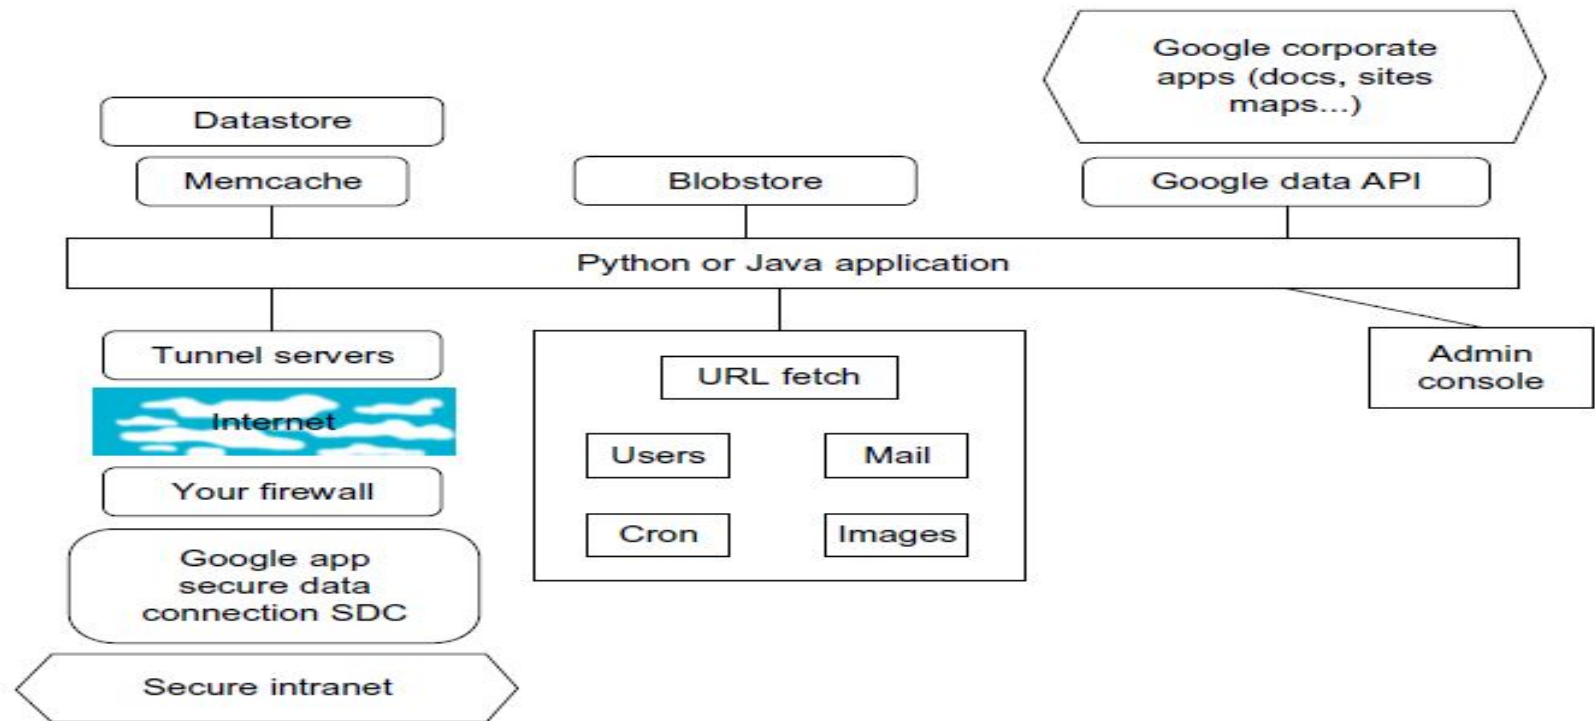 Google corporate
apps (docs, sites
maps...)
Datastore
Memcache
Blobstore
Google data API
Python or Java application
Tunnel servers
Internet
Your firewall
Google app
secure data
connection SDC
Secure intranet
URL fetch
Users
Mail
Cron
Images
Admin
console